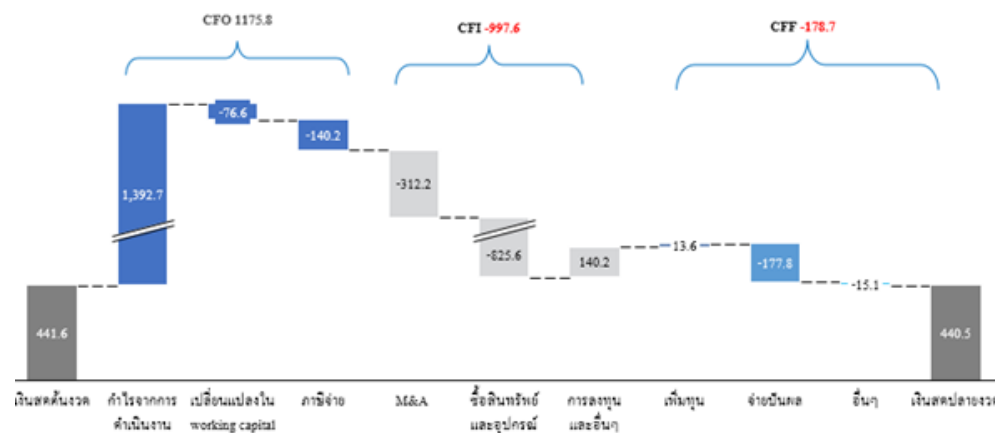 CFO 1175.8
CFI -997.6
CFF -178.7
441.6
1,392.7
-76.6
-140.2
-312.2
-825.6
140.2
13.6
-177.8
-15.1
440.5
เงินสดต้นงวด
กำไรจากการ
ดำเนินงาน
เปลี่ยนแปลงใน
working capital
ภาษีจ่าย
M&A
ซื้อสินทรัพย์
และอุปกรณ์
การลงทุน
และอื่นๆ
เพิ่มทุน
จ่ายปันผล
อื่นๆ
เงินสดปลายงวด